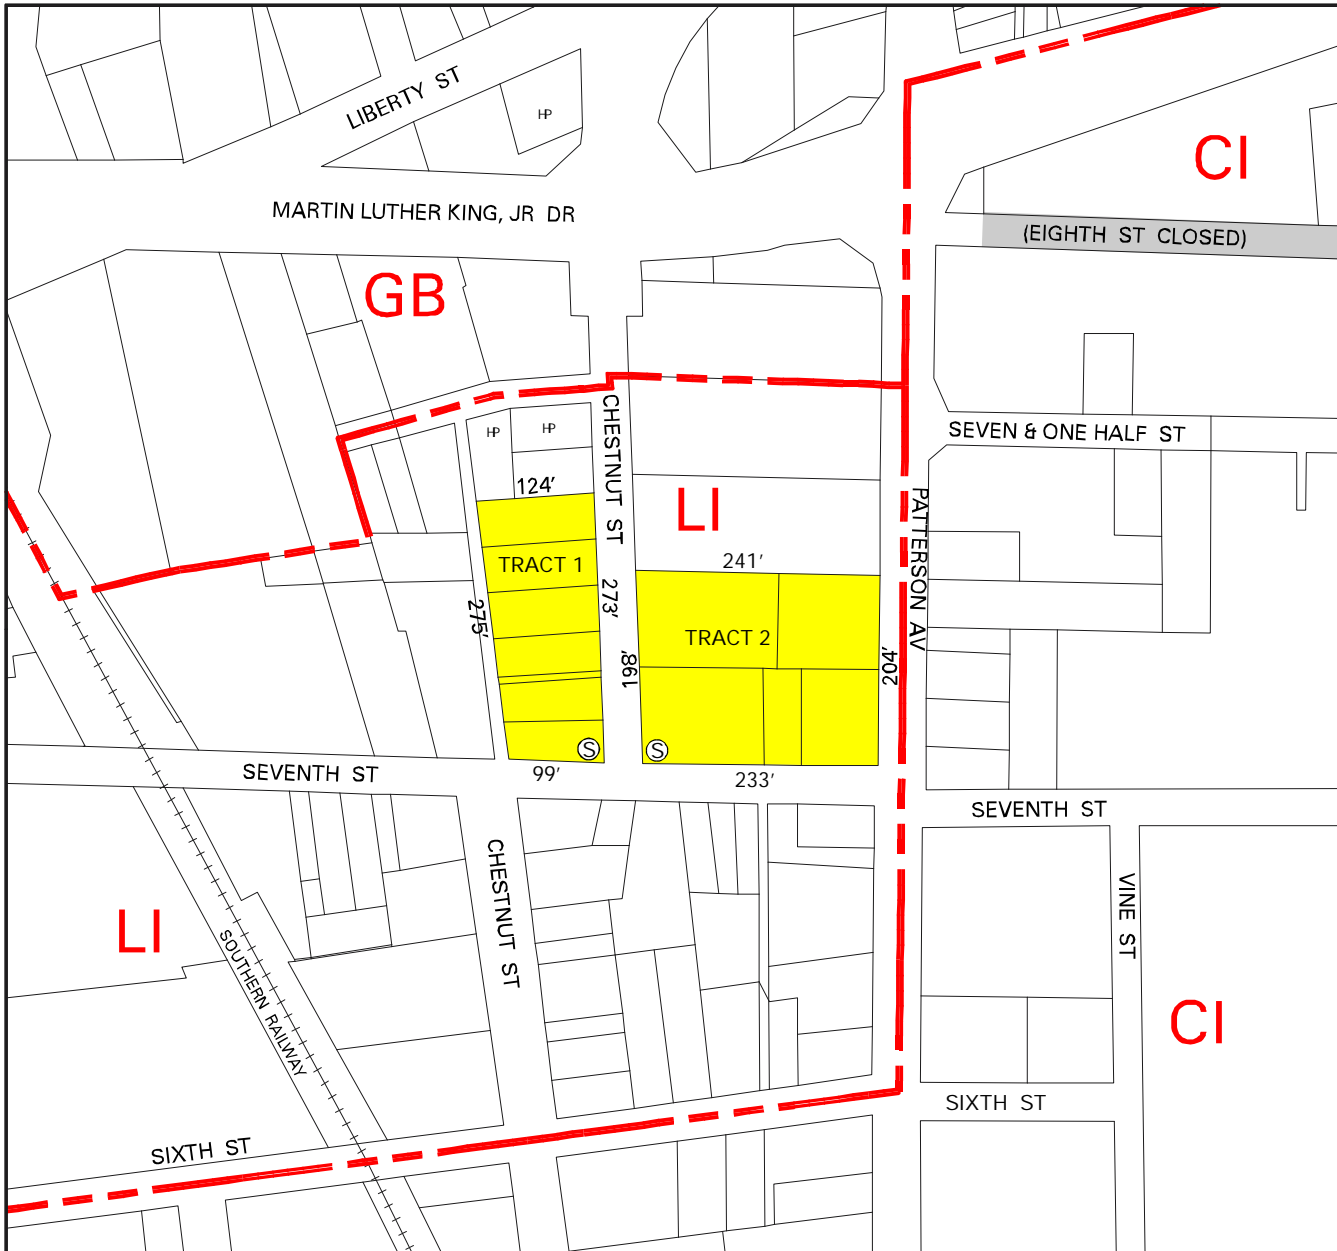 LIBERTY ST
HP
CI
MARTIN LUTHER KING, JR DR
(EIGHTH ST CLOSED)
GB
HP
HP
CHESTNUT ST
SEVEN & ONE HALF ST
124'
LI
PATTERSON AV
TRACT 1
241'
275'
273'
TRACT 2
198'
204'
S
S
SEVENTH ST
99'
233'
SEVENTH ST
CHESTNUT ST
VINE ST
LI
SOUTHERN RAILWAY
CI
SIXTH ST
SIXTH ST